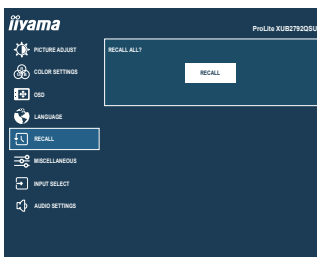 iiyama
ProLite XUB2792QSU
PICTURE ADJUST
RECALL ALL?
COLOR SETTINGS
RECALL
OSD
LANGUAGE
RECALL
MISCELLANEOUS
INPUT SELECT
AUDIO SETTINGS